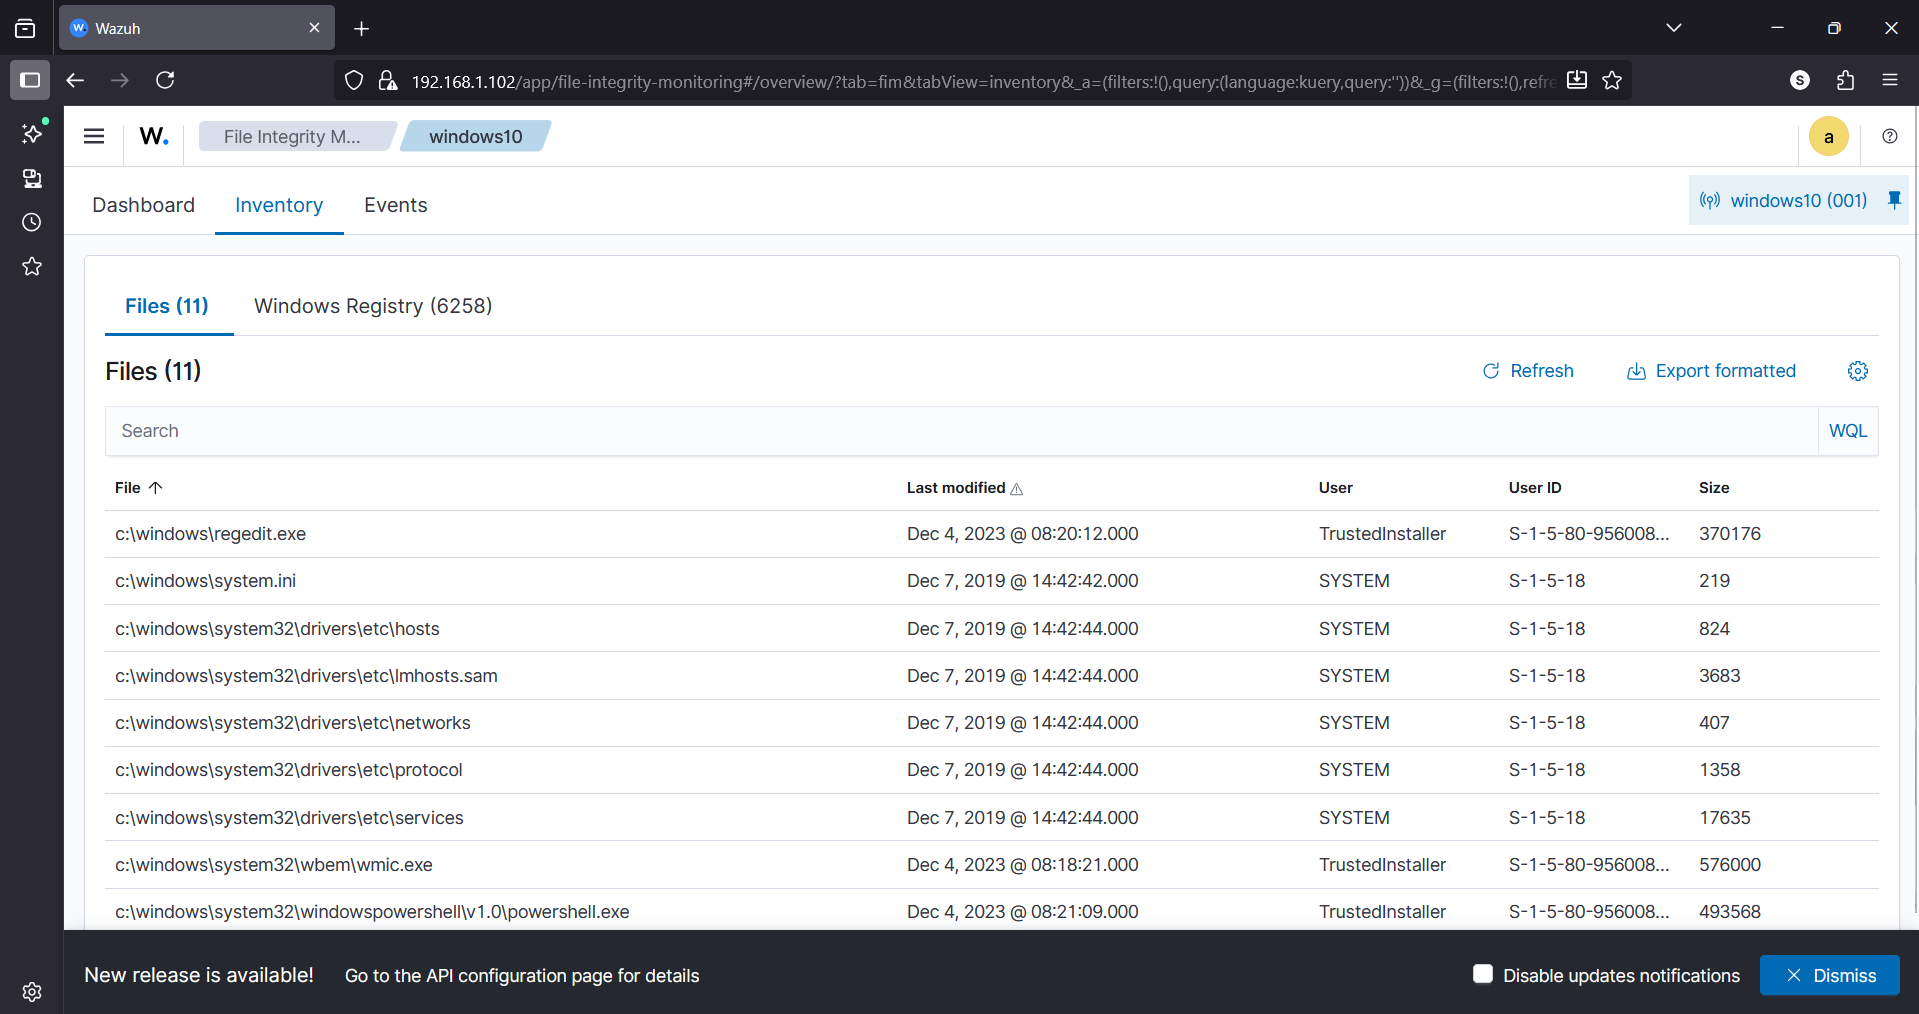 Wazuh
192.168.1.102/app/file-integrity-monitoring#/overview/?tab=fim&tabView=inventory&_a=(filters:!(),query:(language:kuery,query:''))&_g=(filters:!(),refre
S
W. File Integrity M... windows10 a
Dashboard Inventory Events windows10 (001)
Files (11) Windows Registry (6258)
Files (11) Refresh Export formatted
Search WQL
File Last modified User User ID Size
c:\windows\regedit.exe Dec 4, 2023 @ 08:20:12.000 TrustedInstaller S-1-5-80-956008... 370176
c:\windows\system.ini Dec 7, 2019 @ 14:42:42.000 SYSTEM S-1-5-18 219
c:\windows\system32\drivers\etc\hosts Dec 7, 2019 @ 14:42:44.000 SYSTEM S-1-5-18 824
c:\windows\system32\drivers\etc\lmhosts.sam Dec 7, 2019 @ 14:42:44.000 SYSTEM S-1-5-18 3683
c:\windows\system32\drivers\etc\networks Dec 7, 2019 @ 14:42:44.000 SYSTEM S-1-5-18 407
c:\windows\system32\drivers\etc\protocol Dec 7, 2019 @ 14:42:44.000 SYSTEM S-1-5-18 1358
c:\windows\system32\drivers\etc\services Dec 7, 2019 @ 14:42:44.000 SYSTEM S-1-5-18 17635
c:\windows\system32\wbem\wmic.exe Dec 4, 2023 @ 08:18:21.000 TrustedInstaller S-1-5-80-956008... 576000
c:\windows\system32\windowspowershell\v1.0\powershell.exe Dec 4, 2023 @ 08:21:09.000 TrustedInstaller S-1-5-80-956008... 493568
New release is available! Go to the API configuration page for details Disable updates notifications Dismiss